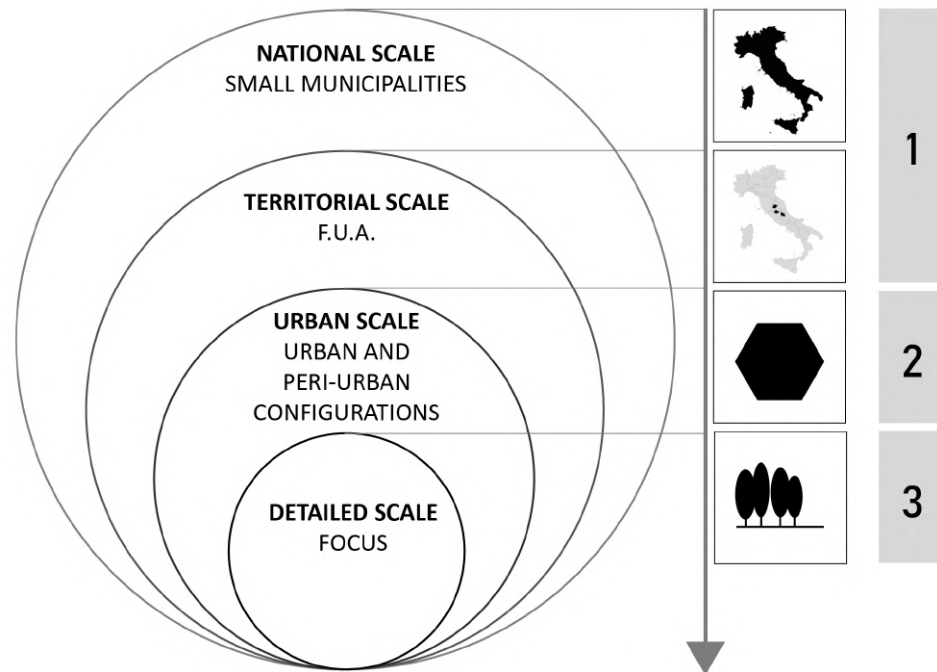 NATIONAL SCALE
SMALL MUNICIPALITIES
TERRITORIAL SCALE
F.U.A.
URBAN SCALE
URBAN AND
PERI-URBAN
CONFIGURATIONS
DETAILED SCALE
FOCUS
1
2
3